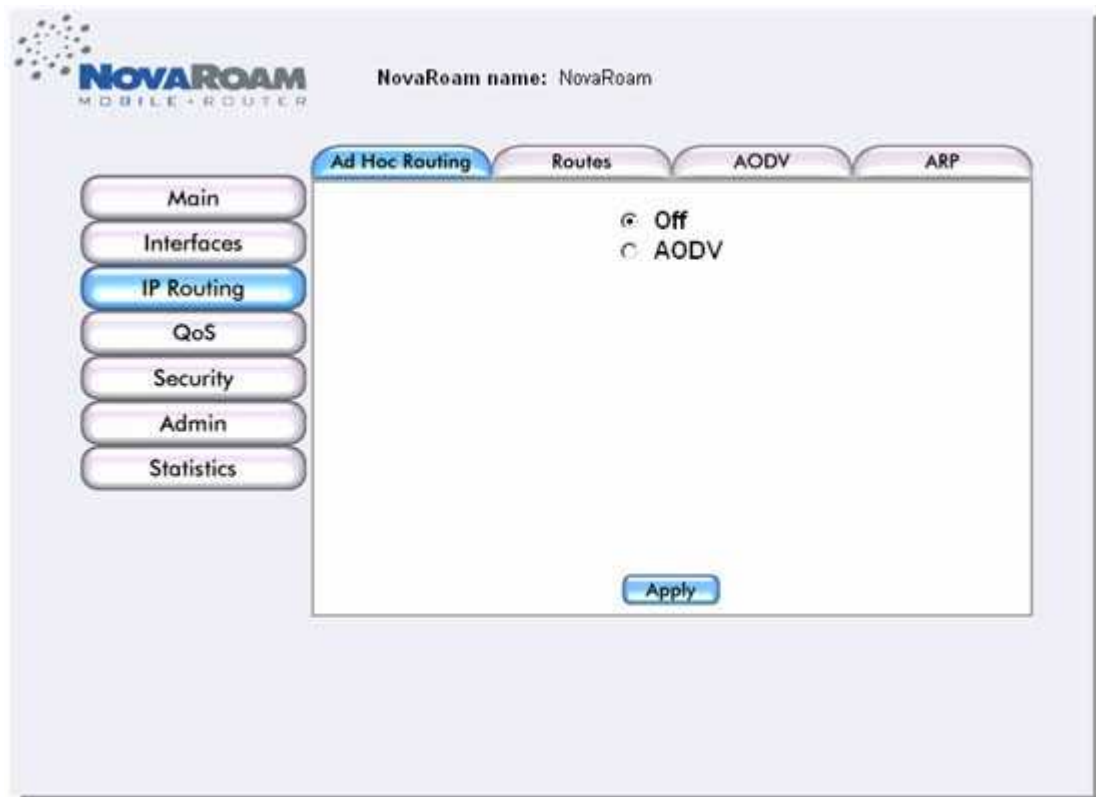 NOVAROAM
MOBILE•ROUTER
NovaRoam name: NovaRoam
Ad Hoc Routing Routes AODV ARP
Main
Interfaces
IP Routing
QoS
Security
Admin
Statistics
Off
AODV
Apply